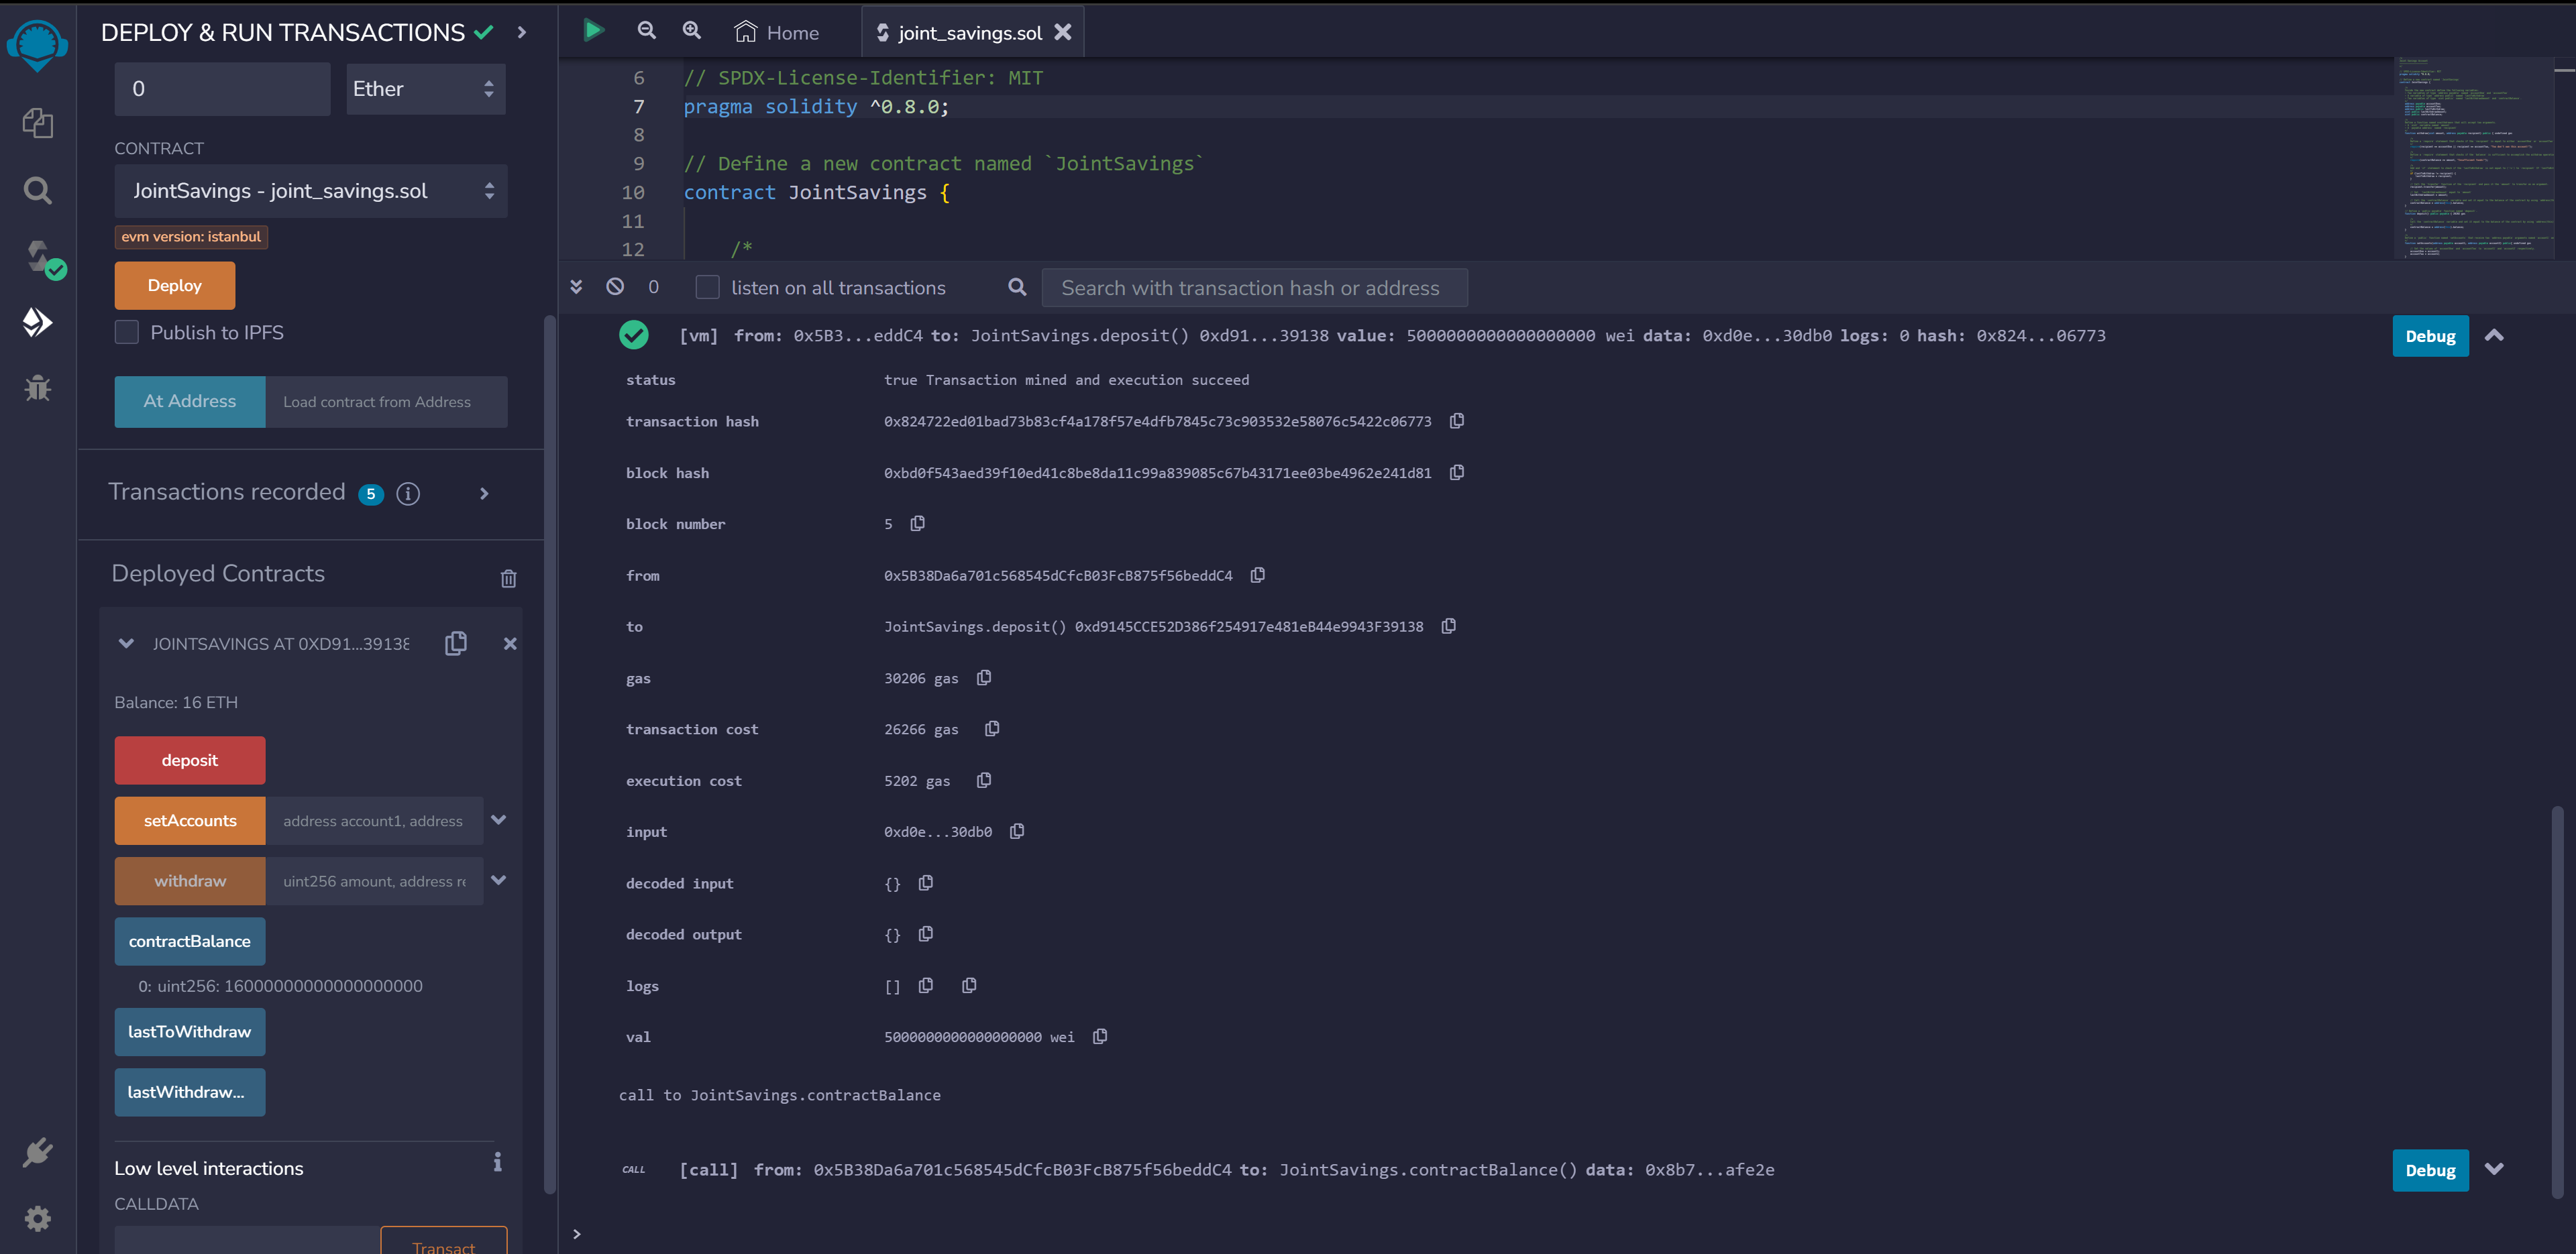 DEPLOY & RUN TRANSACTIONS
0
Ether
CONTRACT
JointSavings - joint_savings.sol
evm version: istanbul
Deploy
Publish to IPFS
At Address
Load contract from Address
Transactions recorded 5
Deployed Contracts
JOINTSAVINGS AT 0XD91...39138
Balance: 16 ETH
deposit
setAccounts
address account1, address
withdraw
uint256 amount, address re
contractBalance
0: uint256: 16000000000000000000
lastToWithdraw
lastWithdraw...
Low level interactions
CALLDATA
Transact
Home
joint_savings.sol
6 // SPDX-License-Identifier: MIT
7 pragma solidity ^0.8.0;
8
9 // Define a new contract named `JointSavings`
10 contract JointSavings {
11
12 /*
0
listen on all transactions
Search with transaction hash or address
[vm] from: 0x5B3...eddC4 to: JointSavings.deposit() 0xd91...39138 value: 5000000000000000000 wei data: 0xd0e...30db0 logs: 0 hash: 0x824...06773
Debug
status true Transaction mined and execution succeed
transaction hash 0x824722ed01bad73b83cf4a178f57e4dfb7845c73c903532e58076c5422c06773
block hash 0xbd0f543aed39f10ed41c8be8da11c99a839085c67b43171ee03be4962e241d81
block number 5
from 0x5B38Da6a701c568545dCfcB03FcB875f56beddC4
to JointSavings.deposit() 0xd9145CCE52D386f254917e481eB44e9943F39138
gas 30206 gas
transaction cost 26266 gas
execution cost 5202 gas
input 0xd0e...30db0
decoded input {}
decoded output {}
logs []
val 5000000000000000000 wei
call to JointSavings.contractBalance
CALL [call] from: 0x5B38Da6a701c568545dCfcB03FcB875f56beddC4 to: JointSavings.contractBalance() data: 0x8b7...afe2e
Debug
>